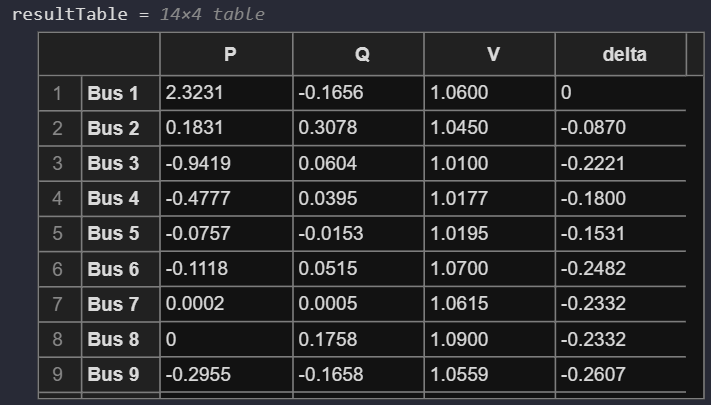 resultTable = 14×4 table
P Q V delta
1 Bus 1 2.3231 -0.1656 1.0600 0
2 Bus 2 0.1831 0.3078 1.0450 -0.0870
3 Bus 3 -0.9419 0.0604 1.0100 -0.2221
4 Bus 4 -0.4777 0.0395 1.0177 -0.1800
5 Bus 5 -0.0757 -0.0153 1.0195 -0.1531
6 Bus 6 -0.1118 0.0515 1.0700 -0.2482
7 Bus 7 0.0002 0.0005 1.0615 -0.2332
8 Bus 8 0 0.1758 1.0900 -0.2332
9 Bus 9 -0.2955 -0.1658 1.0559 -0.2607